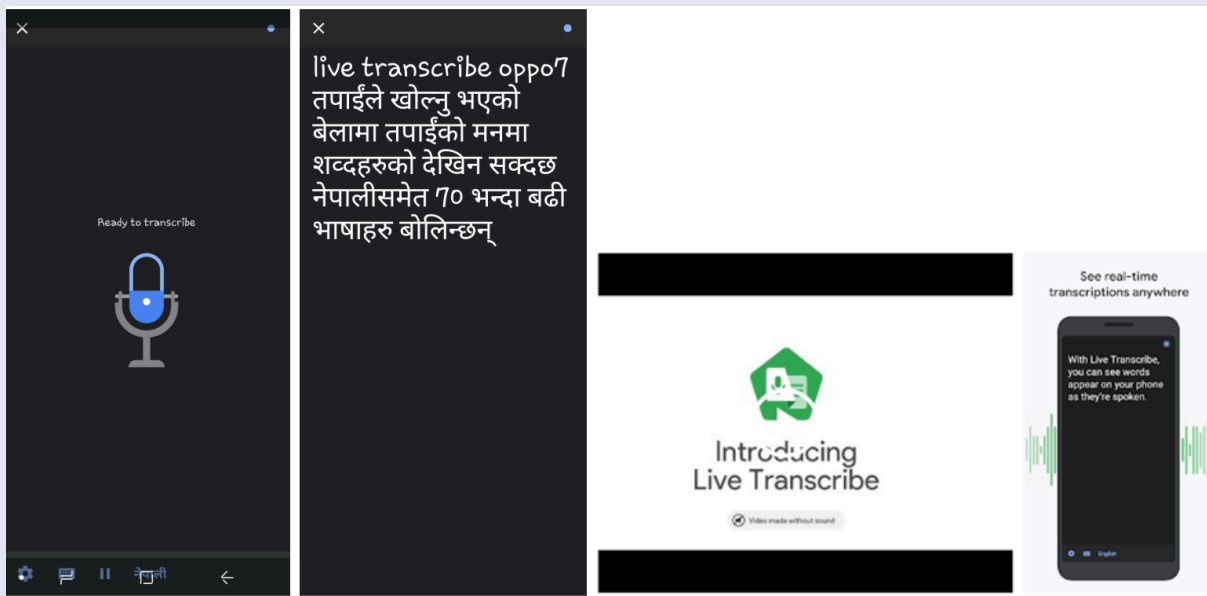 Ready to transcribe
नेपाली
live transcribe oppo7
तपाईंले खोल्नु भएको
बेलामा तपाईंको मनमा
शव्दहरुको देखिन सक्दछ
नेपालीसमेत 7० भन्दा बढी
भाषाहरु बोलिन्छन्
Introducing
Live Transcribe
Video made without sound
See real-time
transcriptions anywhere
With Live Transcribe,
you can see words
appear on your phone
as they're spoken.
English